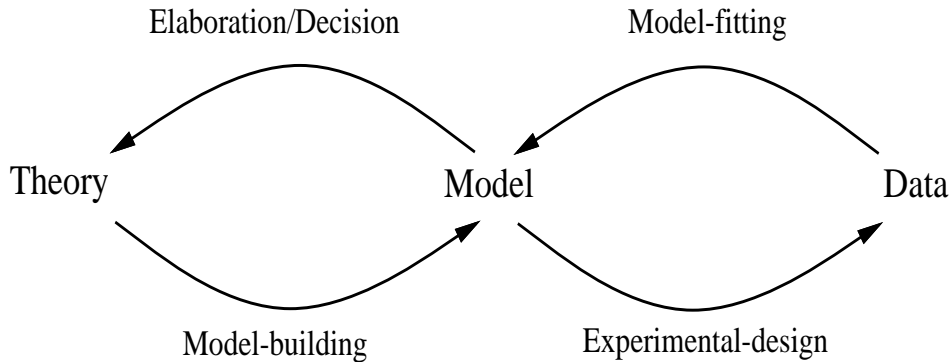 Elaboration/Decision
Model-fitting
Theory
Model
Data
Model-building
Experimental-design